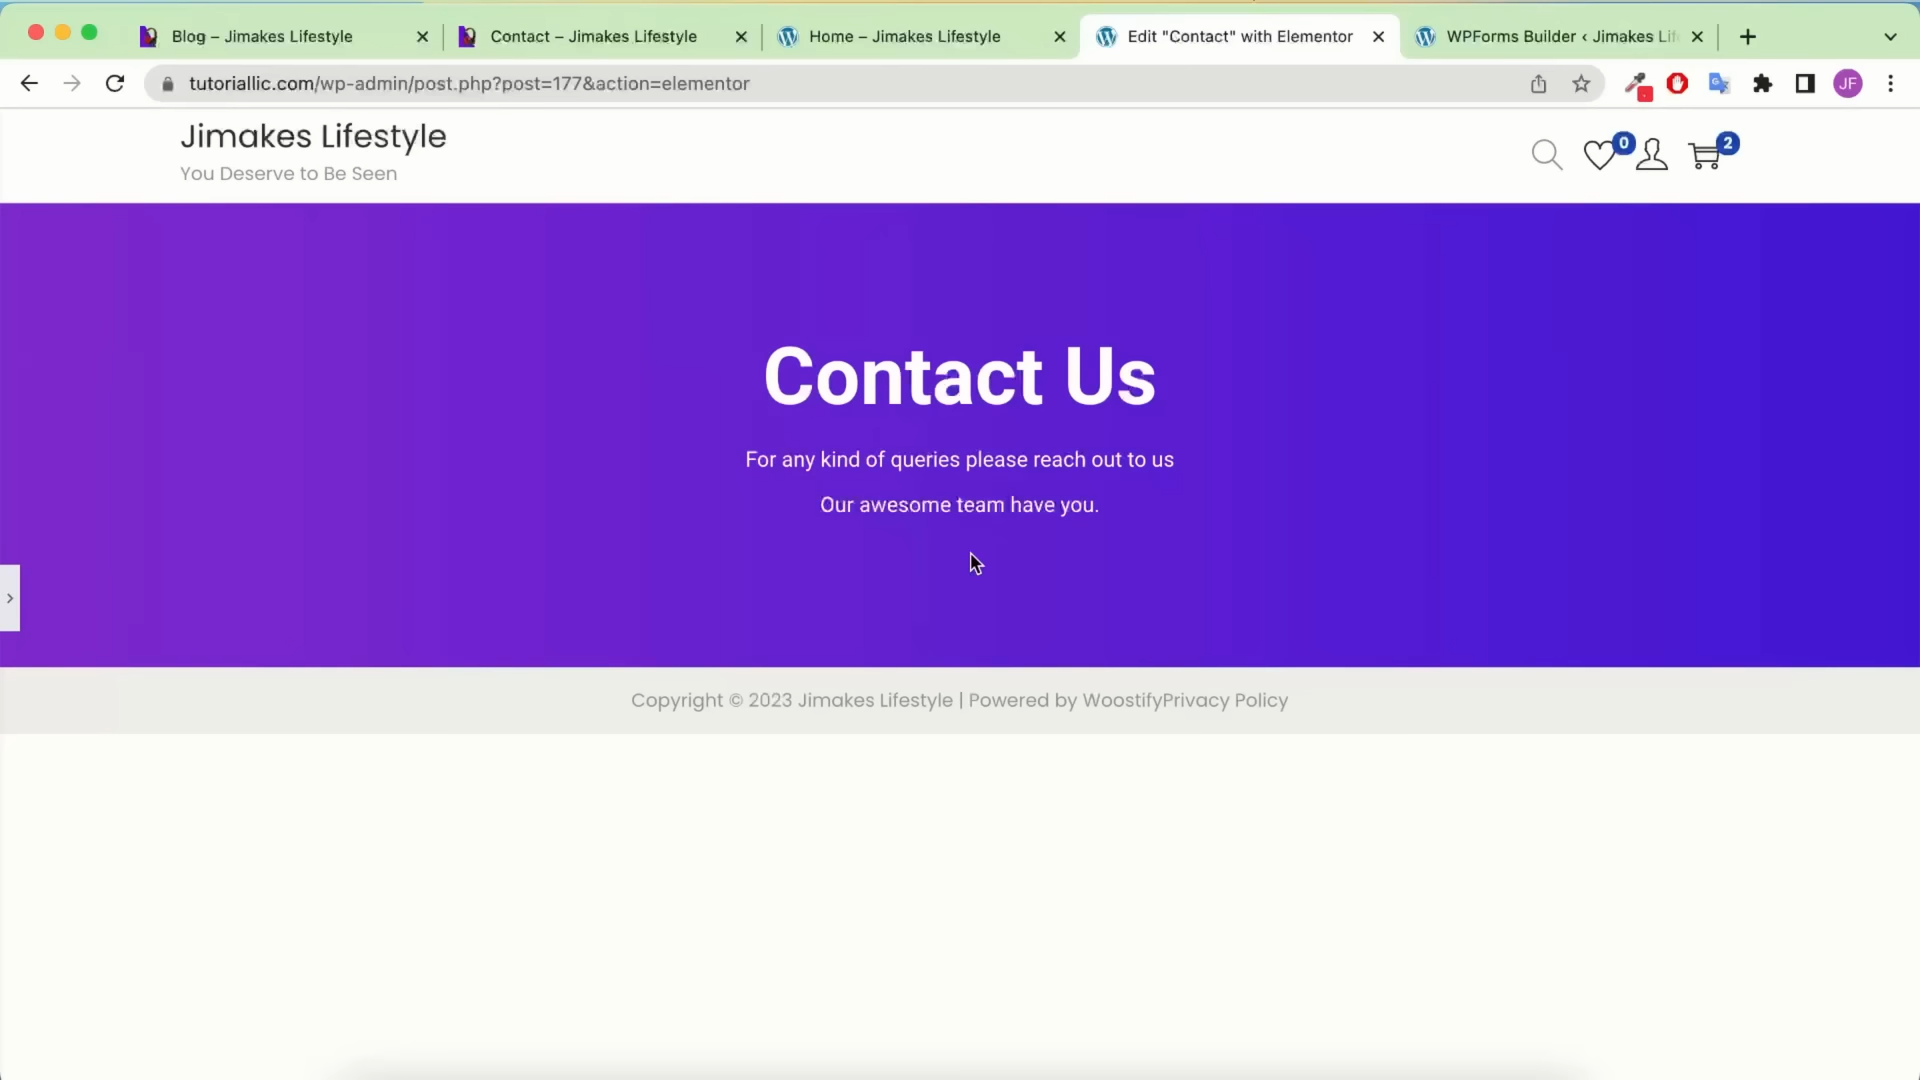 Blog – Jimakes Lifestyle
Contact – Jimakes Lifestyle
Home – Jimakes Lifestyle
Edit "Contact" with Elementor
WPForms Builder ‹ Jimakes Lif
tutoriallic.com/wp-admin/post.php?post=177&action=elementor
JF
Jimakes Lifestyle
You Deserve to Be Seen
0
2
Contact Us
For any kind of queries please reach out to us
Our awesome team have you.
Copyright © 2023 Jimakes Lifestyle | Powered by WoostifyPrivacy Policy